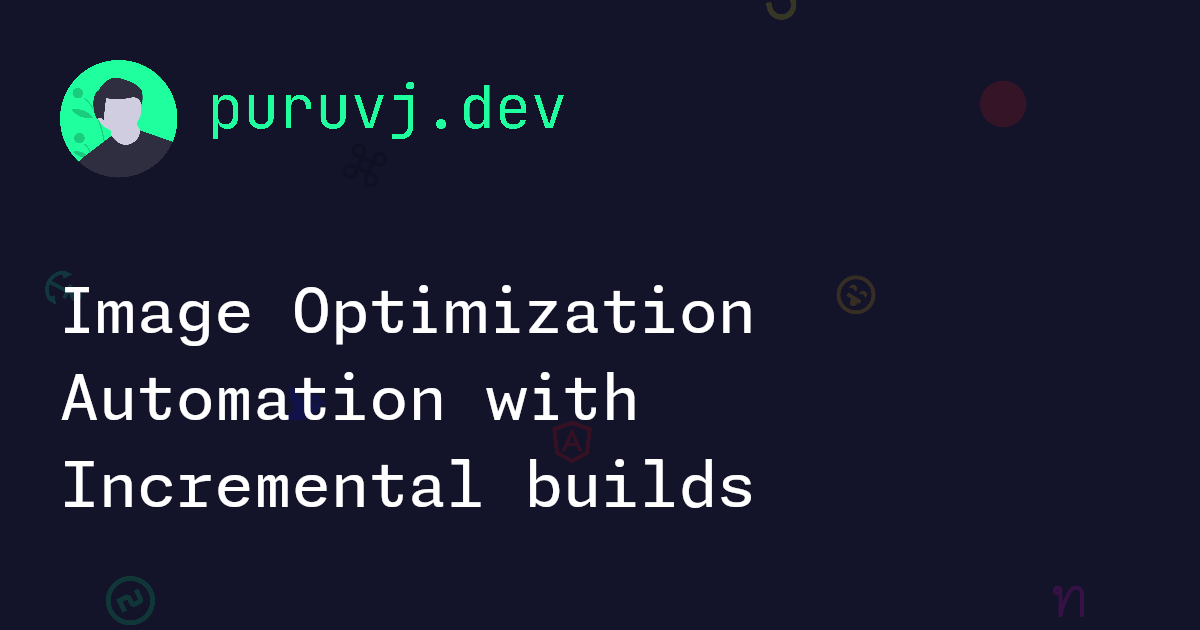 puruvj.dev
Image Optimization
Automation with
Incremental builds